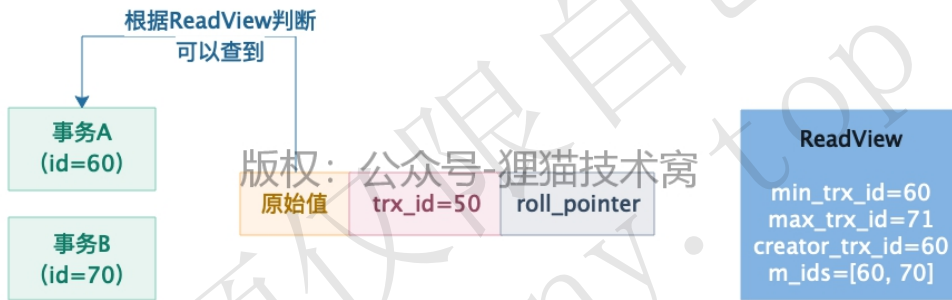 根据ReadView判断
可以查到
事务A
(id=60)
版权：公众号-狸猫技术窝
原始值
trx_id=50
roll_pointer
事务B
(id=70)
ReadView
min_trx_id=60
max_trx_id=71
creator_trx_id=60
m_ids=[60, 70]